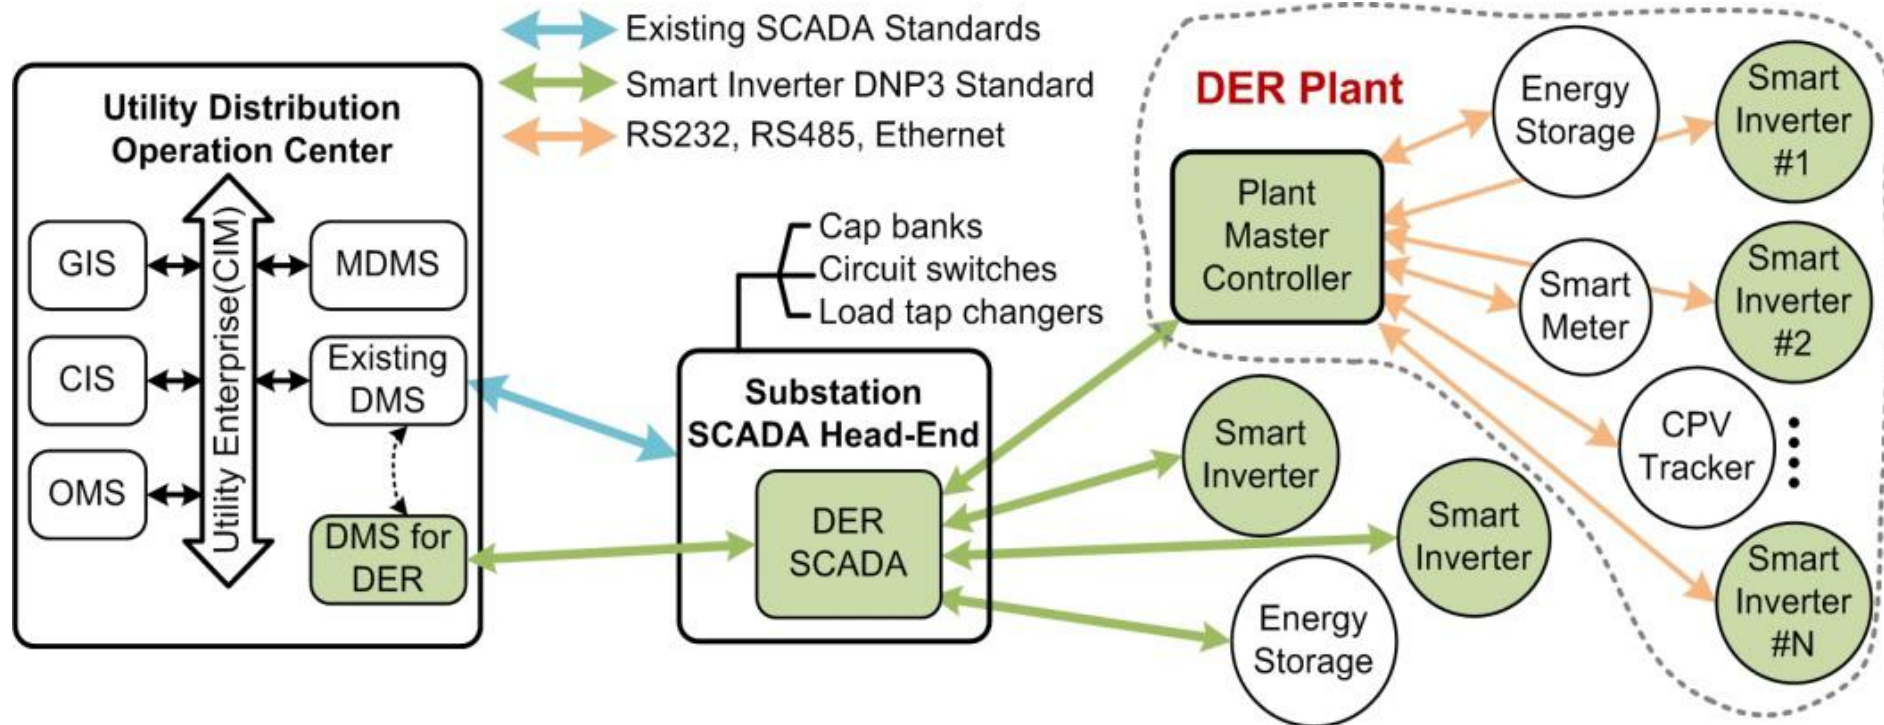 Existing SCADA Standards
Smart Inverter DNP3 Standard
RS232, RS485, Ethernet
Utility Distribution
Operation Center
GIS
CIS
OMS
Utility Enterprise(CIM)
MDMS
Existing
DMS
DMS for
DER
Cap banks
Circuit switches
Load tap changers
Substation
SCADA Head-End
DER
SCADA
Smart
Inverter
Smart
Inverter
Energy
Storage
DER Plant
Plant
Master
Controller
Energy
Storage
Smart
Inverter
#1
Smart
Meter
Smart
Inverter
#2
CPV
Tracker
Smart
Inverter
#N